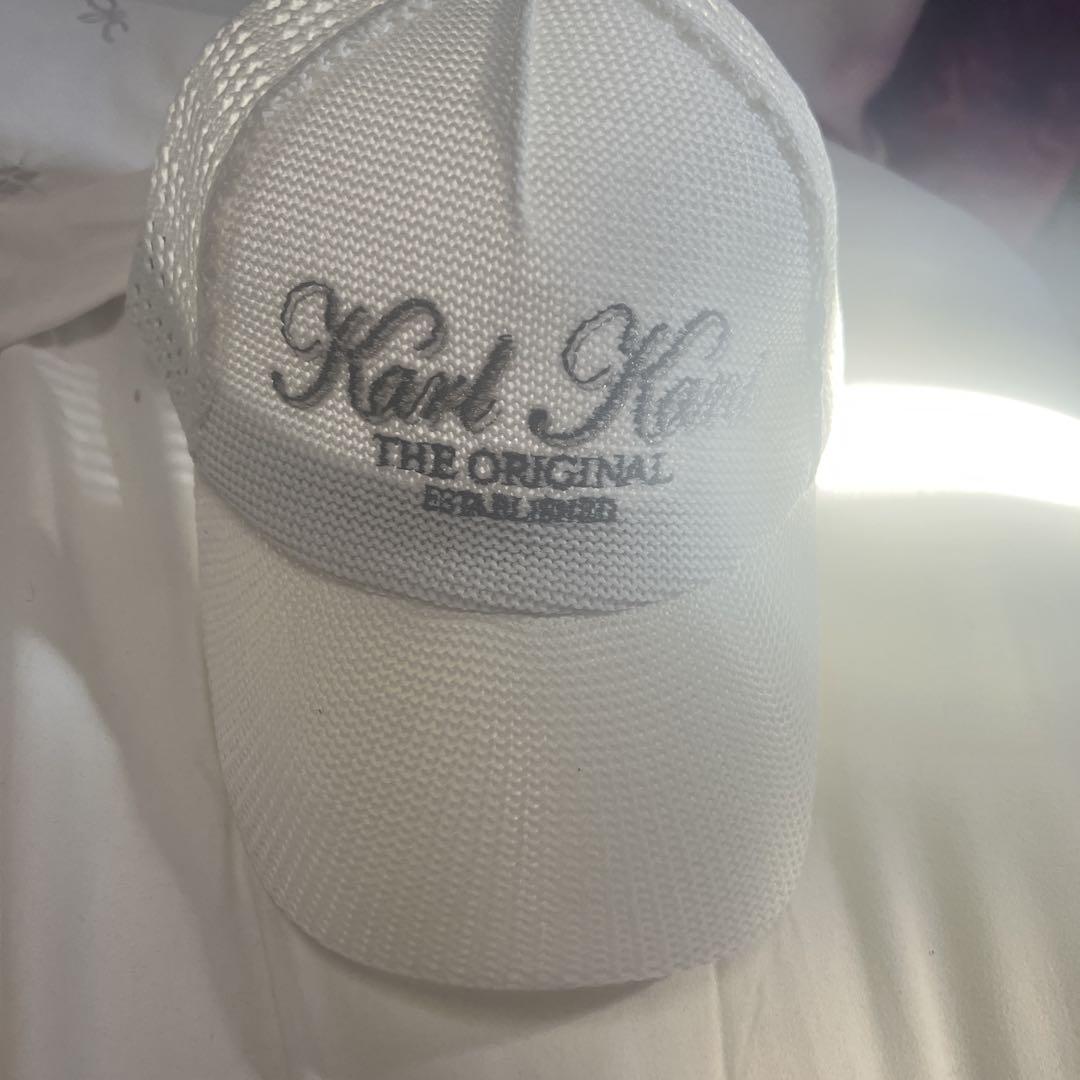 Karl Kani
THE ORIGINAL
ESTABLISHED